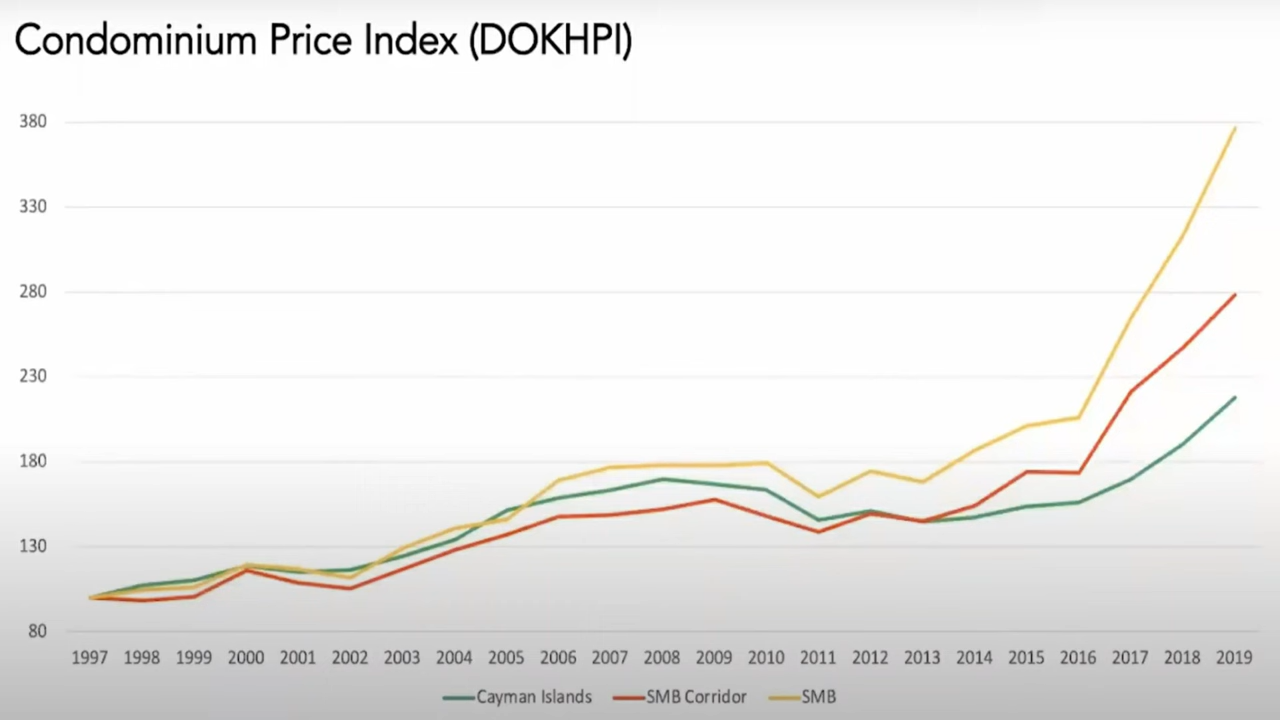 Condominium Price Index (DOKHPI)
380
330
280
230
180
130
80
1997 1998 1999 2000 2001 2002 2003 2004 2005 2006 2007 2008 2009 2010 2011 2012 2013 2014 2015 2016 2017 2018 2019
Cayman Islands SMB Corridor SMB